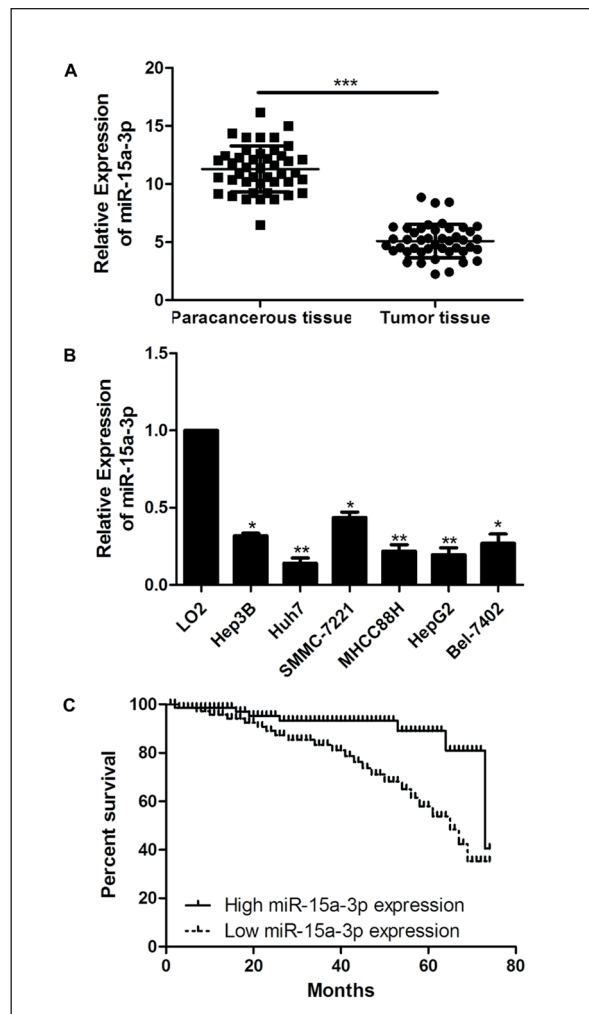 A
Relative Expression
of miR-15a-3p
20
15
10
5
0
***
Paracancerous tissue
Tumor tissue
B
Relative Expression
of miR-15a-3p
1.5
1.0
0.5
0.0
*
**
*
**
**
*
LO2
Hep3B
Huh7
SMMC-7221
MHCC88H
HepG2
Bel-7402
C
Percent survival
100
80
60
40
20
0
High miR-15a-3p expression
Low miR-15a-3p expression
0
20
40
60
80
Months